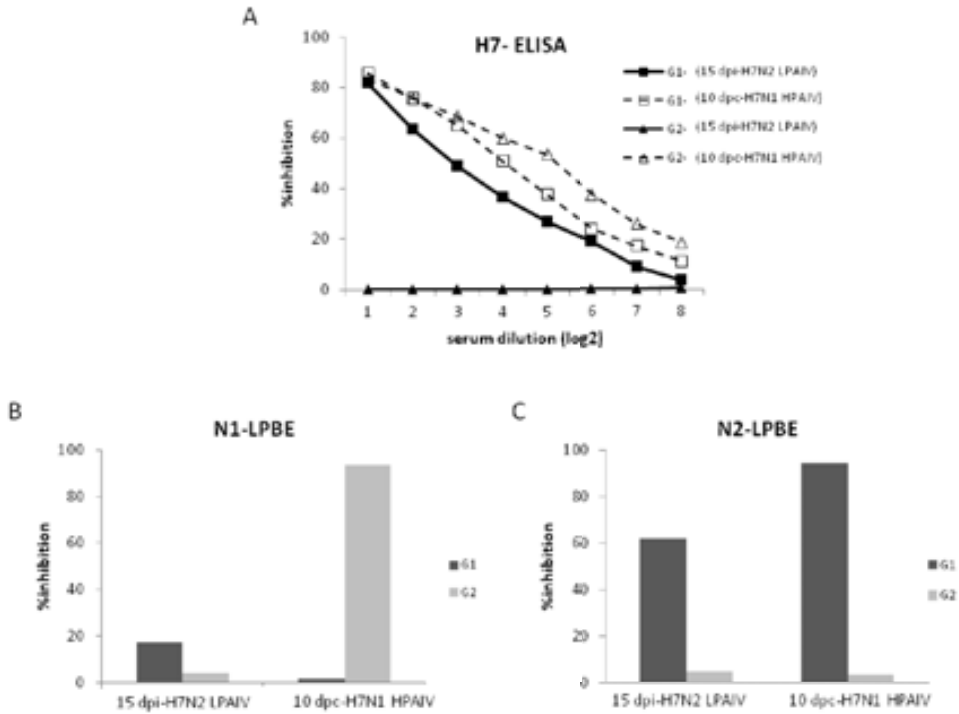 A
H7- ELISA
100
80
60
40
20
0
%inhibition
1 2 3 4 5 6 7 8
serum dilution (log2)
G1- (15 dpi-H7N2 LPAIV)
G1- (10 dpc-H7N1 HPAIV)
G2- (15 dpi-H7N2 LPAIV)
G2- (10 dpc-H7N1 HPAIV)
B
N1-LPBE
100
80
60
40
20
0
%inhibition
15 dpi-H7N2 LPAIV 10 dpc-H7N1 HPAIV
G1
G2
C
N2-LPBE
100
80
60
40
20
0
%inhibition
15 dpi-H7N2 LPAIV 10 dpc-H7N1 HPAIV
G1
G2